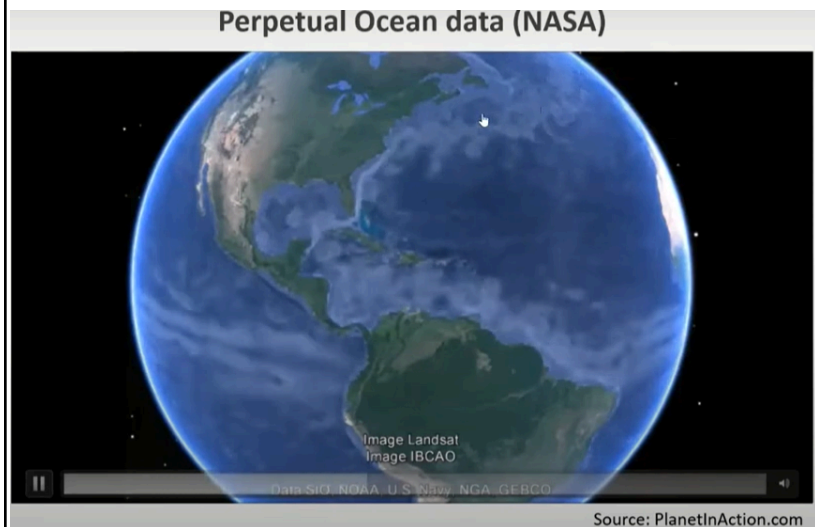 Perpetual Ocean data (NASA)
Image Landsat
Image IBCAO
Data SIO, NOAA, U.S. Navy, NGA, GEBCO
Source: PlanetInAction.com